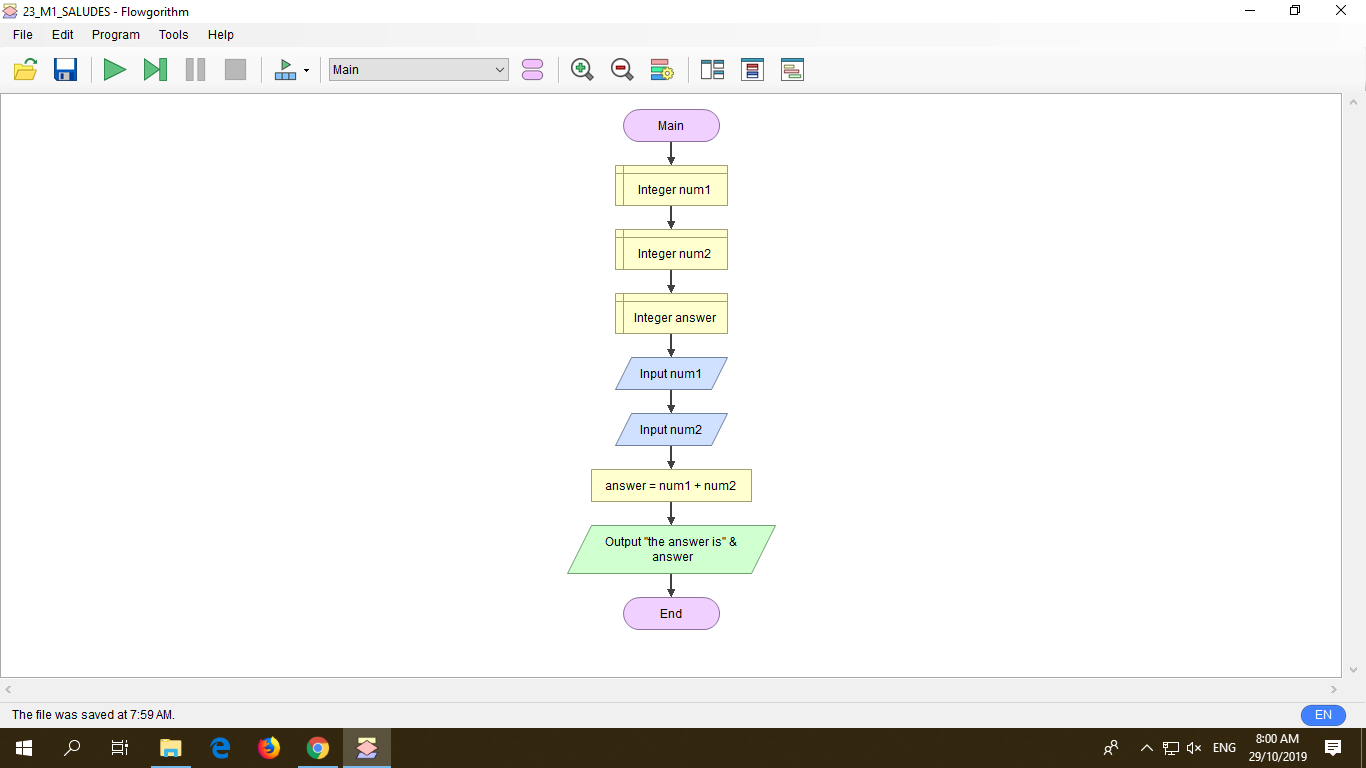 23_M1_SALUDES - Flowgorithm
File Edit Program Tools Help
Main
Main
Integer num1
Integer num2
Integer answer
Input num1
Input num2
answer = num1 + num2
Output "the answer is" &
answer
End
The file was saved at 7:59 AM.
EN
ENG
8:00 AM
29/10/2019